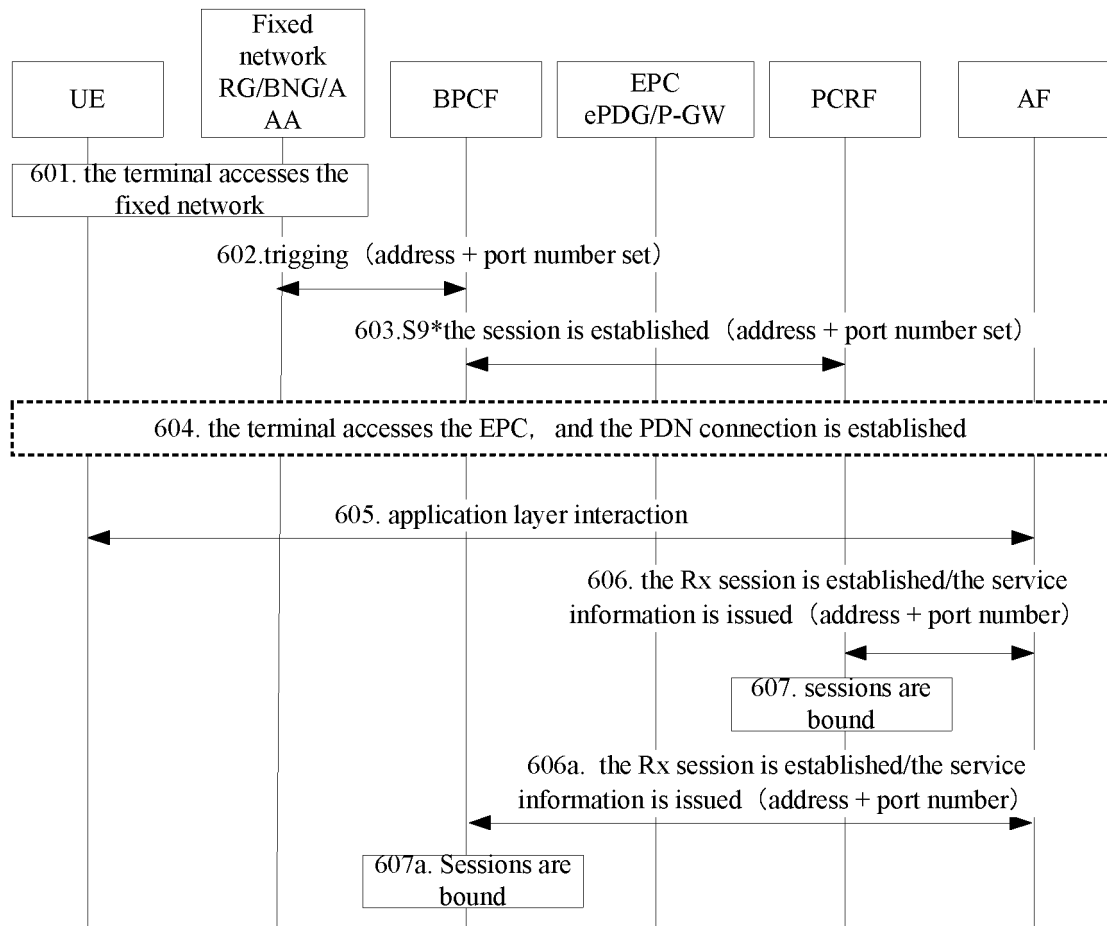 UE
Fixed
network
RG/BNG/A
AA
BPCF
EPC
ePDG/P-GW
PCRF
AF
601. the terminal accesses the
fixed network
602.trigging（address + port number set）
603.S9*the session is established（address + port number set）
604. the terminal accesses the EPC， and the PDN connection is established
605. application layer interaction
606. the Rx session is established/the service
information is issued（address + port number）
607. sessions are
bound
606a. the Rx session is established/the service
information is issued（address + port number）
607a. Sessions are
bound